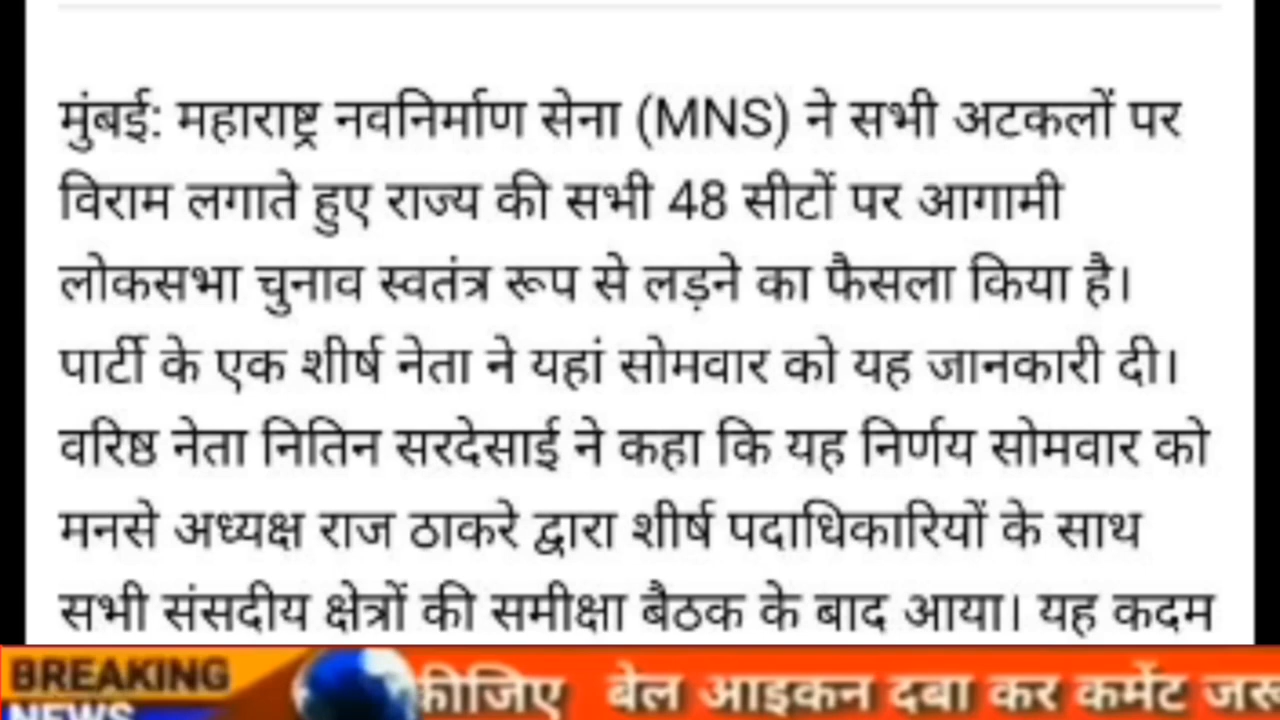 मुंबई: महाराष्ट्र नवनिर्माण सेना (MNS) ने सभी अटकलों पर
विराम लगाते हुए राज्य की सभी 48 सीटों पर आगामी
लोकसभा चुनाव स्वतंत्र रूप से लड़ने का फैसला किया है।
पार्टी के एक शीर्ष नेता ने यहां सोमवार को यह जानकारी दी।
वरिष्ठ नेता नितिन सरदेसाई ने कहा कि यह निर्णय सोमवार को
मनसे अध्यक्ष राज ठाकरे द्वारा शीर्ष पदाधिकारियों के साथ
सभी संसदीय क्षेत्रों की समीक्षा बैठक के बाद आया। यह कदम
BREAKING
NEWS
कीजिए बेल आइकन दबा कर कमेंट